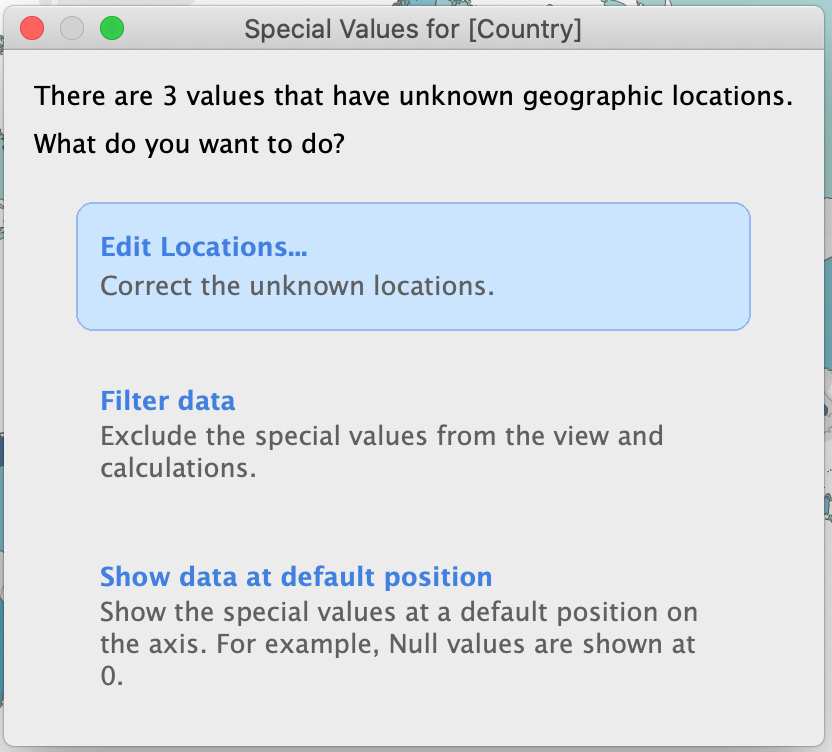 Special Values for [Country]
There are 3 values that have unknown geographic locations.
What do you want to do?
Edit Locations...
Correct the unknown locations.
Filter data
Exclude the special values from the view and
calculations.
Show data at default position
Show the special values at a default position on
the axis. For example, Null values are shown at
0.